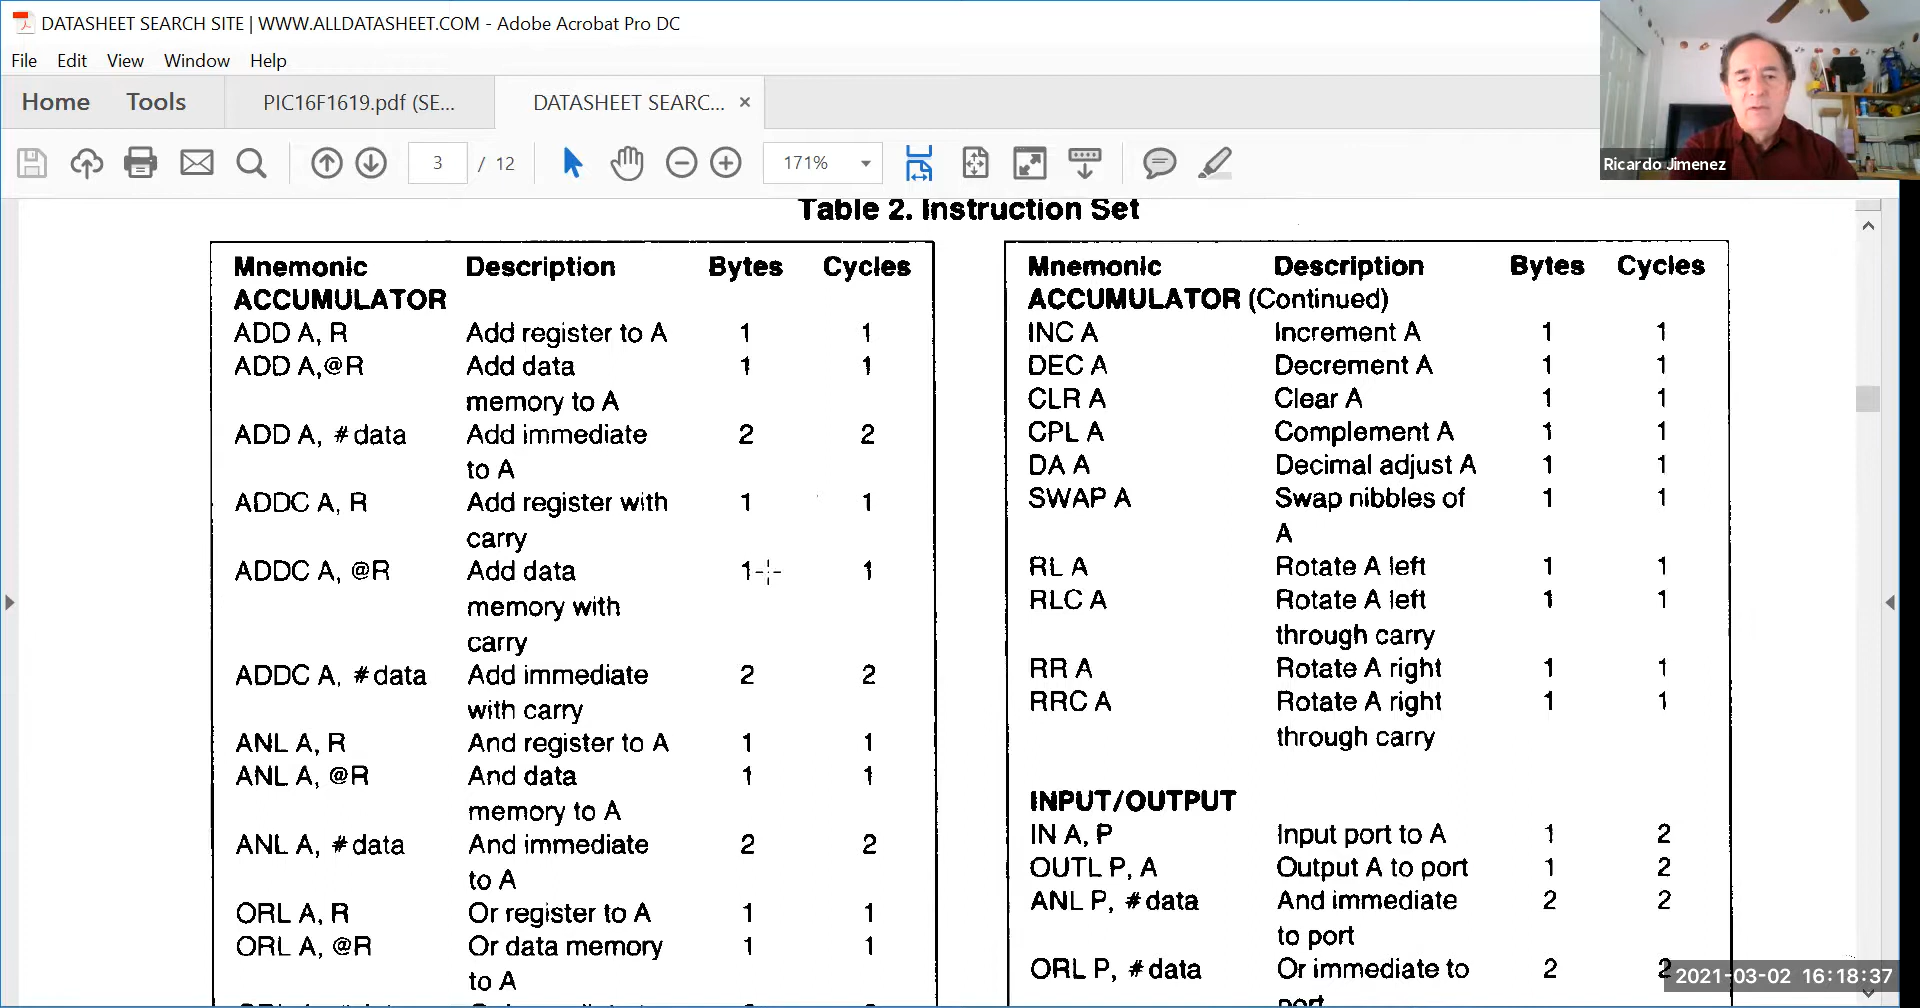 DATASHEET SEARCH SITE | WWW.ALLDATASHEET.COM - Adobe Acrobat Pro DC
File Edit View Window Help
Home Tools PIC16F1619.pdf (SE... DATASHEET SEARC... ×
3 / 12 171%
Ricardo Jimenez
Table 2. Instruction Set
Mnemonic Description Bytes Cycles
ACCUMULATOR
ADD A, R Add register to A 1 1
ADD A,@R Add data 1 1
memory to A
ADD A, #data Add immediate 2 2
to A
ADDC A, R Add register with 1 1
carry
ADDC A, @R Add data 1 1
memory with
carry
ADDC A, #data Add immediate 2 2
with carry
ANL A, R And register to A 1 1
ANL A, @R And data 1 1
memory to A
ANL A, #data And immediate 2 2
to A
ORL A, R Or register to A 1 1
ORL A, @R Or data memory 1 1
to A
Mnemonic Description Bytes Cycles
ACCUMULATOR (Continued)
INC A Increment A 1 1
DEC A Decrement A 1 1
CLR A Clear A 1 1
CPL A Complement A 1 1
DA A Decimal adjust A 1 1
SWAP A Swap nibbles of 1 1
A
RL A Rotate A left 1 1
RLC A Rotate A left 1 1
through carry
RR A Rotate A right 1 1
RRC A Rotate A right 1 1
through carry
INPUT/OUTPUT
IN A, P Input port to A 1 2
OUTL P, A Output A to port 1 2
ANL P, #data And immediate 2 2
to port
ORL P, #data Or immediate to 2 2
port
2021-03-02 16:18:37